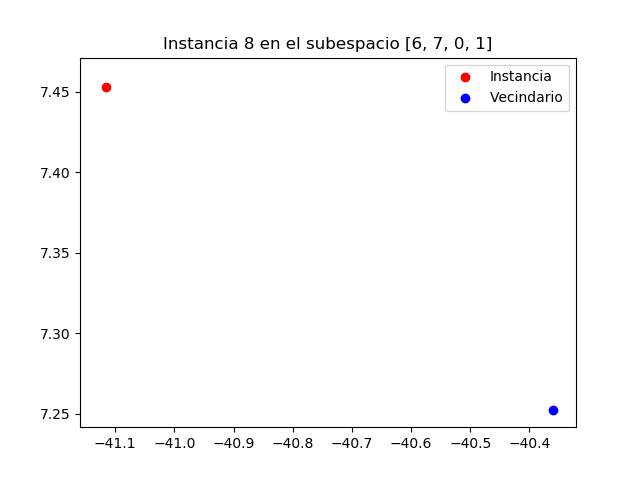 Instancia 8 en el subespacio [6, 7, 0, 1]
Instancia
Vecindario
7.45
7.40
7.35
7.30
7.25
−41.1 −41.0 −40.9 −40.8 −40.7 −40.6 −40.5 −40.4